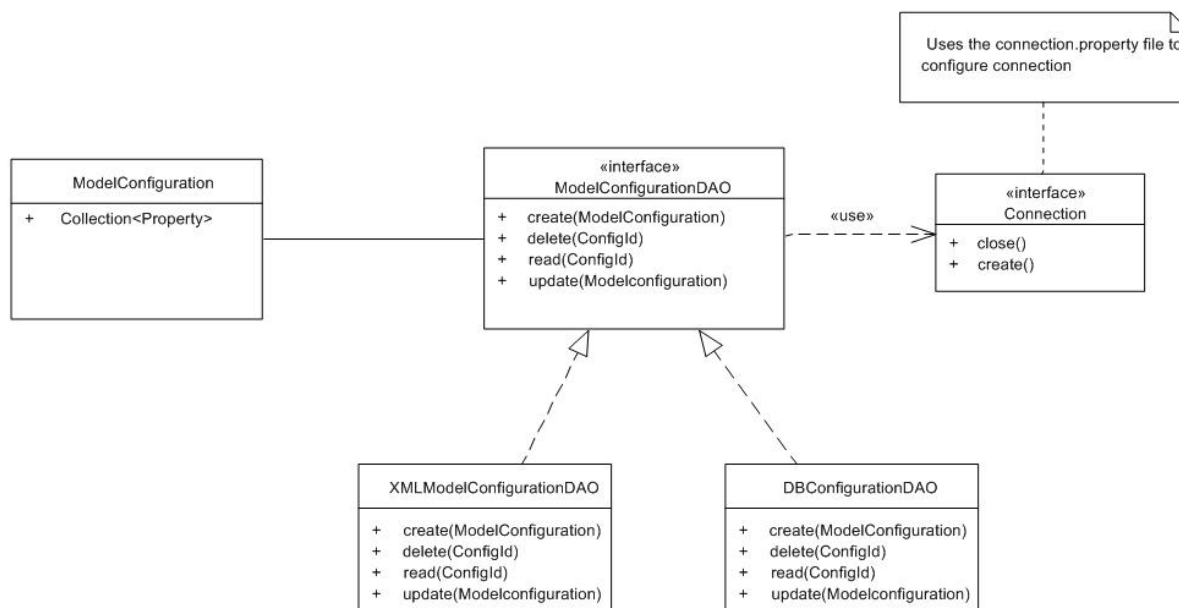 Uses the connection.property file to
configure connection
ModelConfiguration
+ Collection<Property>
«interface»
ModelConfigurationDAO
+ create(ModelConfiguration)
+ delete(ConfigId)
+ read(ConfigId)
+ update(Modelconfiguration)
«use»
«interface»
Connection
+ close()
+ create()
XMLModelConfigurationDAO
+ create(ModelConfiguration)
+ delete(ConfigId)
+ read(ConfigId)
+ update(Modelconfiguration)
DBConfigurationDAO
+ create(ModelConfiguration)
+ delete(ConfigId)
+ read(ConfigId)
+ update(Modelconfiguration)